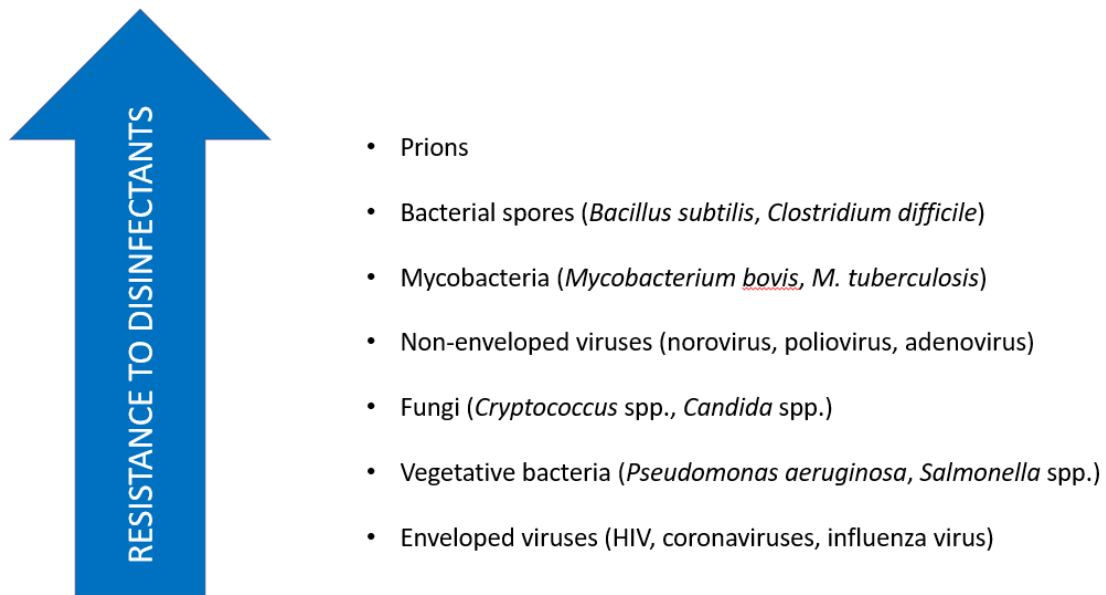 RESISTANCE TO DISINFECTANTS
• Prions
• Bacterial spores (Bacillus subtilis, Clostridium difficile)
• Mycobacteria (Mycobacterium bovis, M. tuberculosis)
• Non-enveloped viruses (norovirus, poliovirus, adenovirus)
• Fungi (Cryptococcus spp., Candida spp.)
• Vegetative bacteria (Pseudomonas aeruginosa, Salmonella spp.)
• Enveloped viruses (HIV, coronaviruses, influenza virus)